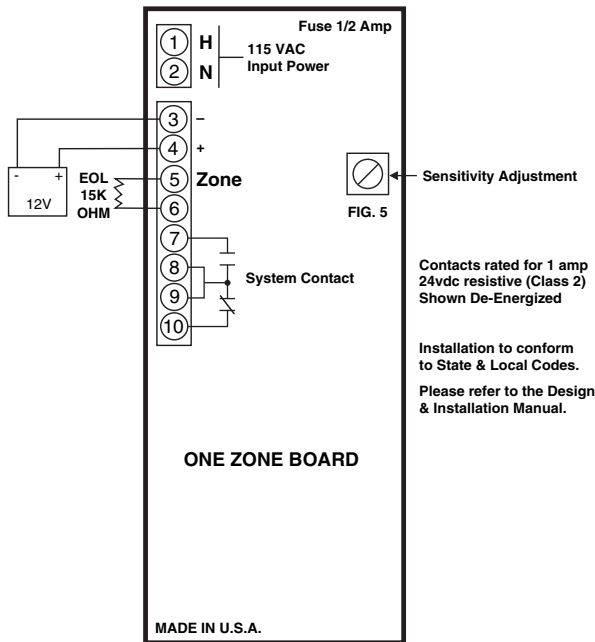 Fuse 1/2 Amp
1 H
2 N
115 VAC
Input Power
3 –
4 +
5 Zone
6
7
8
9
10
- +
12V
EOL
15K
OHM
System Contact
Sensitivity Adjustment
FIG. 5
Contacts rated for 1 amp
24vdc resistive (Class 2)
Shown De-Energized
Installation to conform
to State & Local Codes.
Please refer to the Design
& Installation Manual.
ONE ZONE BOARD
MADE IN U.S.A.